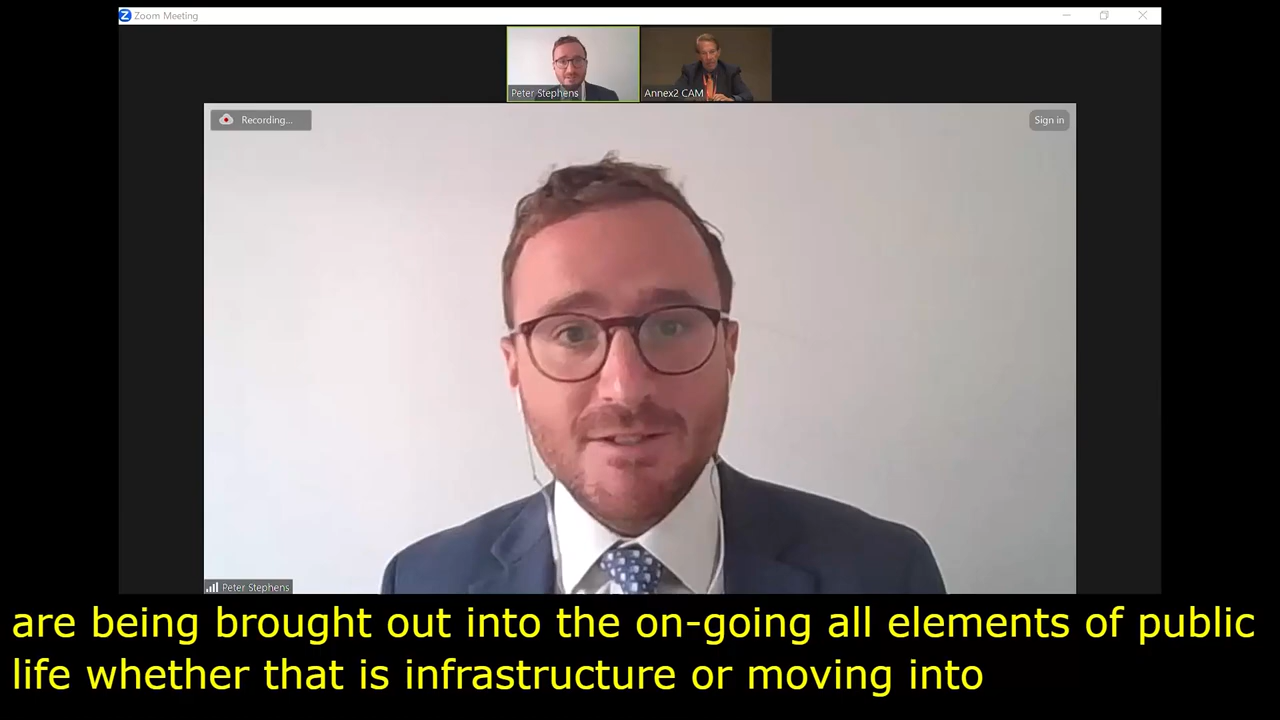 Zoom Meeting
Peter Stephens
Annex2 CAM
Recording...
Sign in
Peter Stephens
are being brought out into the on-going all elements of public
life whether that is infrastructure or moving into